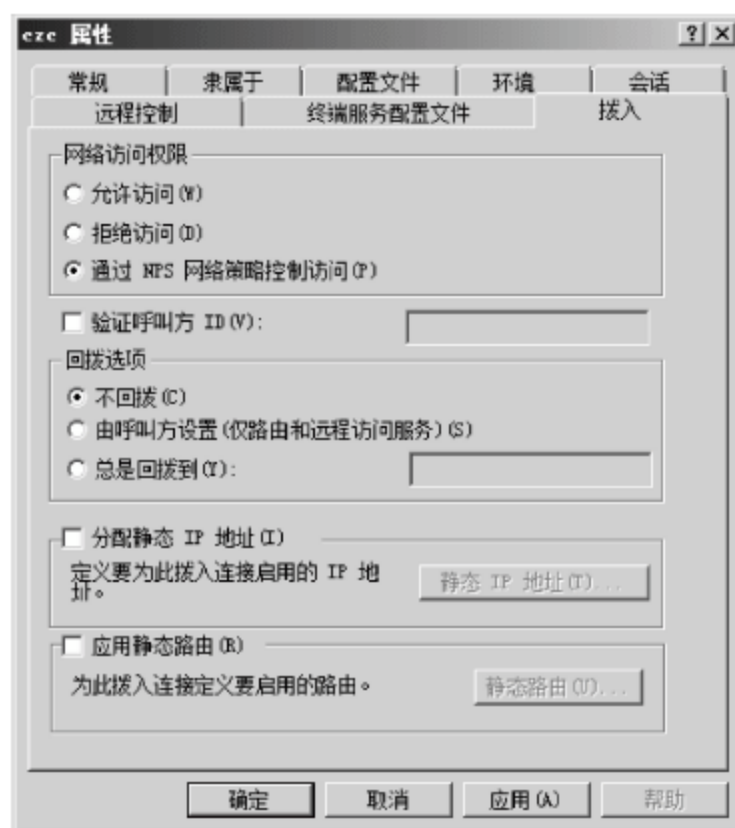 czc 属性
常规 隶属于 配置文件 环境 会话
远程控制 终端服务配置文件 拨入
网络访问权限
允许访问(W)
拒绝访问(D)
通过 NPS 网络策略控制访问(P)
验证呼叫方 ID(V):
回拨选项
不回拨(C)
由呼叫方设置(仅路由和远程访问服务)(S)
总是回拨到(Y):
分配静态 IP 地址(I)
定义要为此拨入连接启用的 IP 地
址。
静态 IP 地址(T)...
应用静态路由(R)
为此拨入连接定义要启用的路由。
静态路由(U)...
确定 取消 应用(A) 帮助